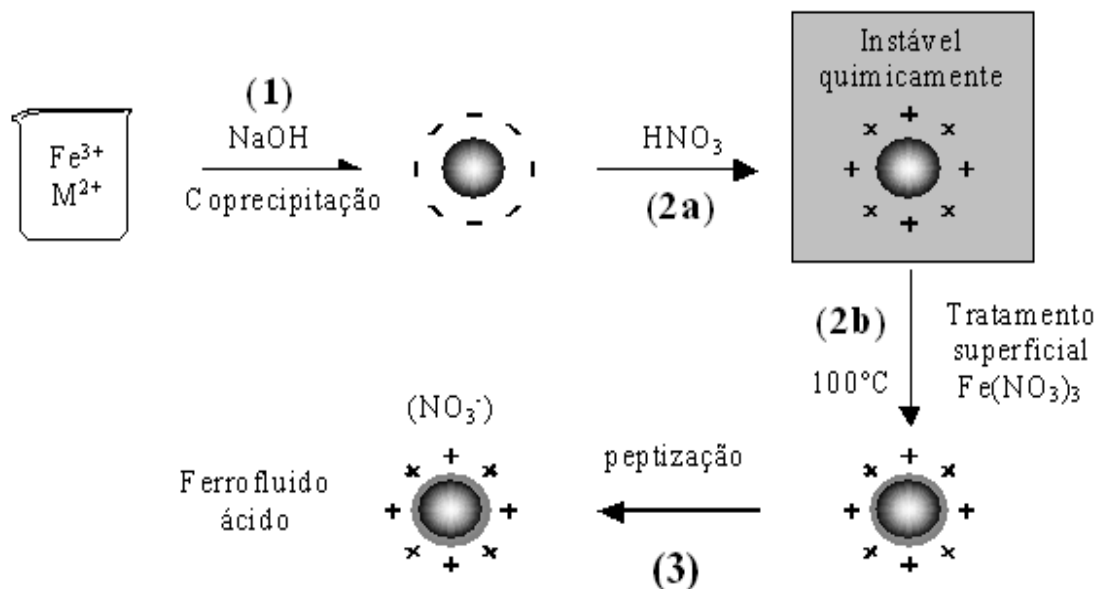 Fe³⁺
M²⁺
(1)
NaOH
Coprecipitação
HNO₃
(2a)
Instável
quimicamente
(2b)
100°C
Tratamento
superficial
Fe(NO₃)₃
peptização
(3)
(NO₃⁻)
Ferrofluido
ácido